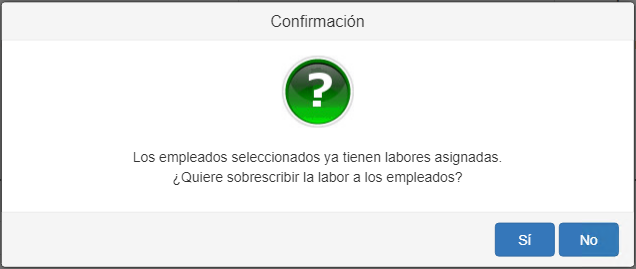 Confirmación
?
Los empleados seleccionados ya tienen labores asignadas.
¿Quiere sobrescribir la labor a los empleados?
Sí No